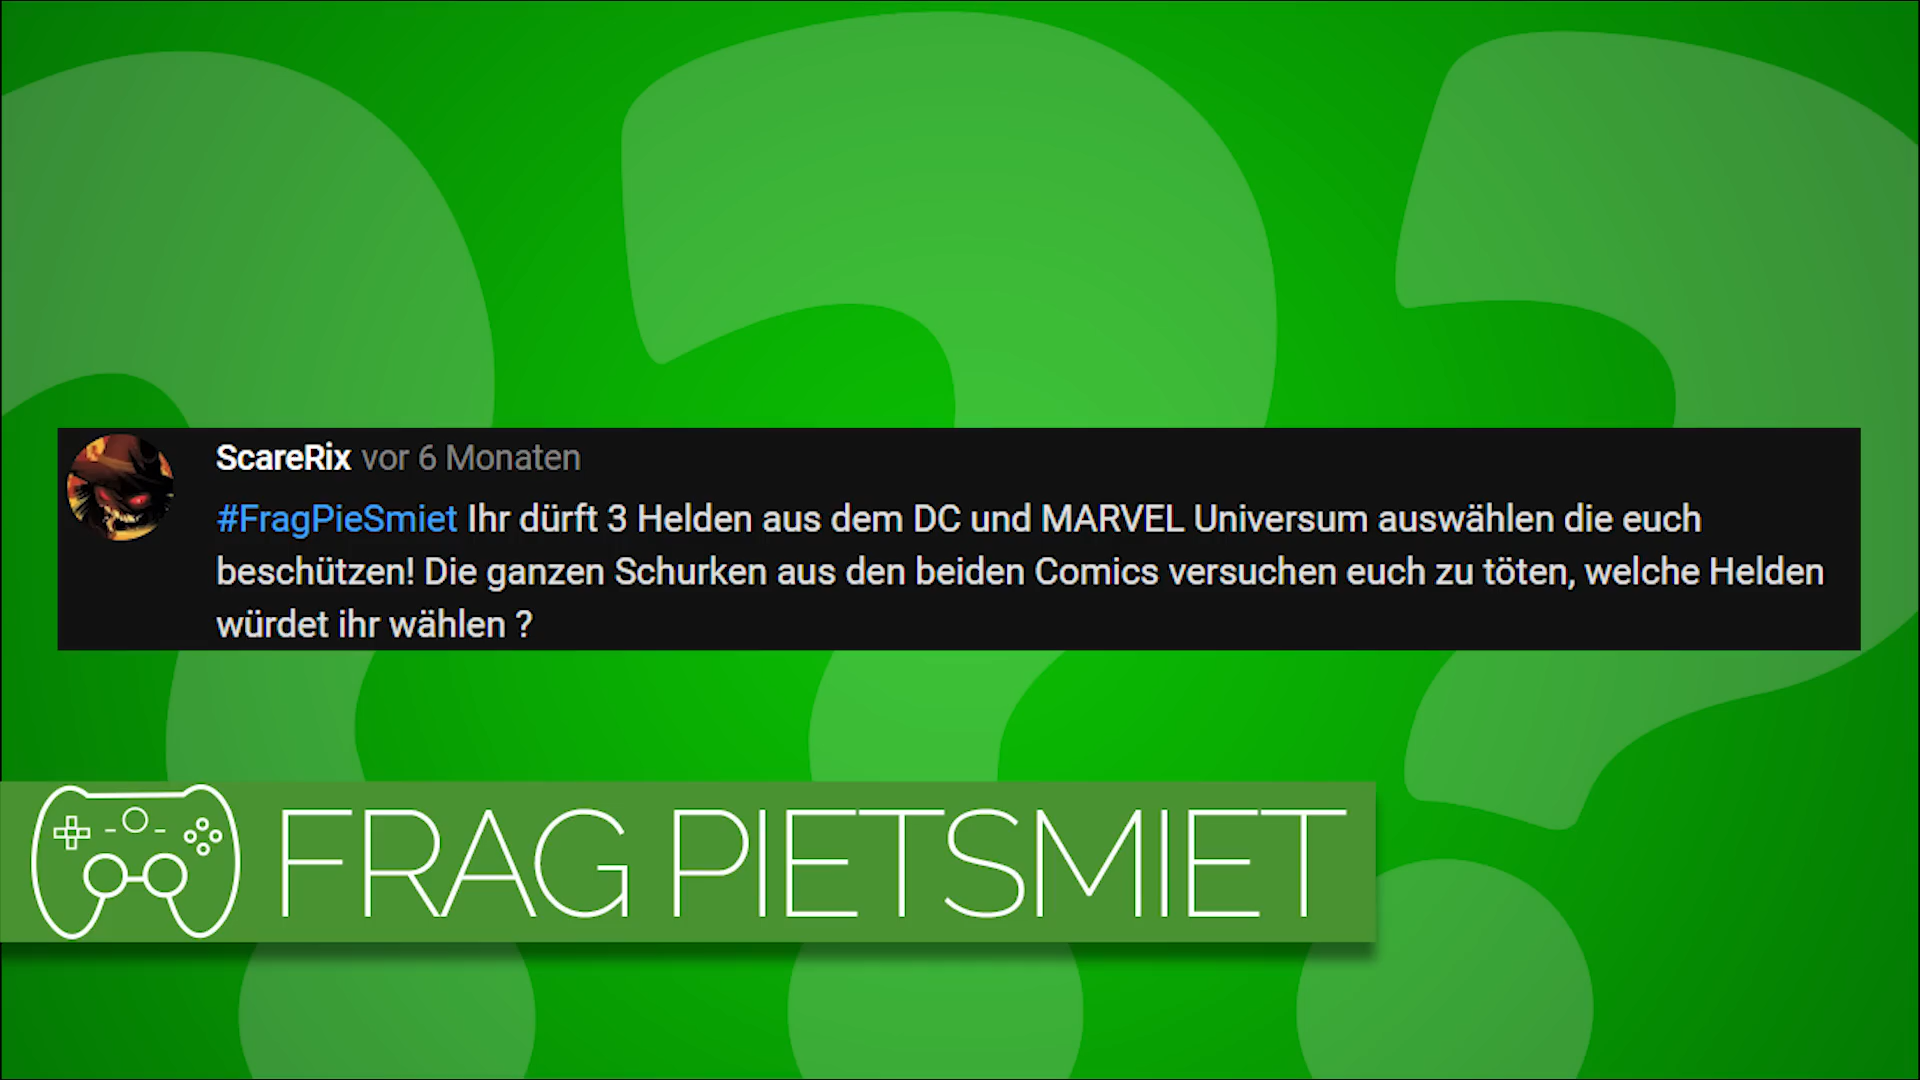 ScareRix vor 6 Monaten
#FragPieSmiet Ihr dürft 3 Helden aus dem DC und MARVEL Universum auswählen die euch
beschützen! Die ganzen Schurken aus den beiden Comics versuchen euch zu töten, welche Helden
würdet ihr wählen ?
FRAG PIETSMIET